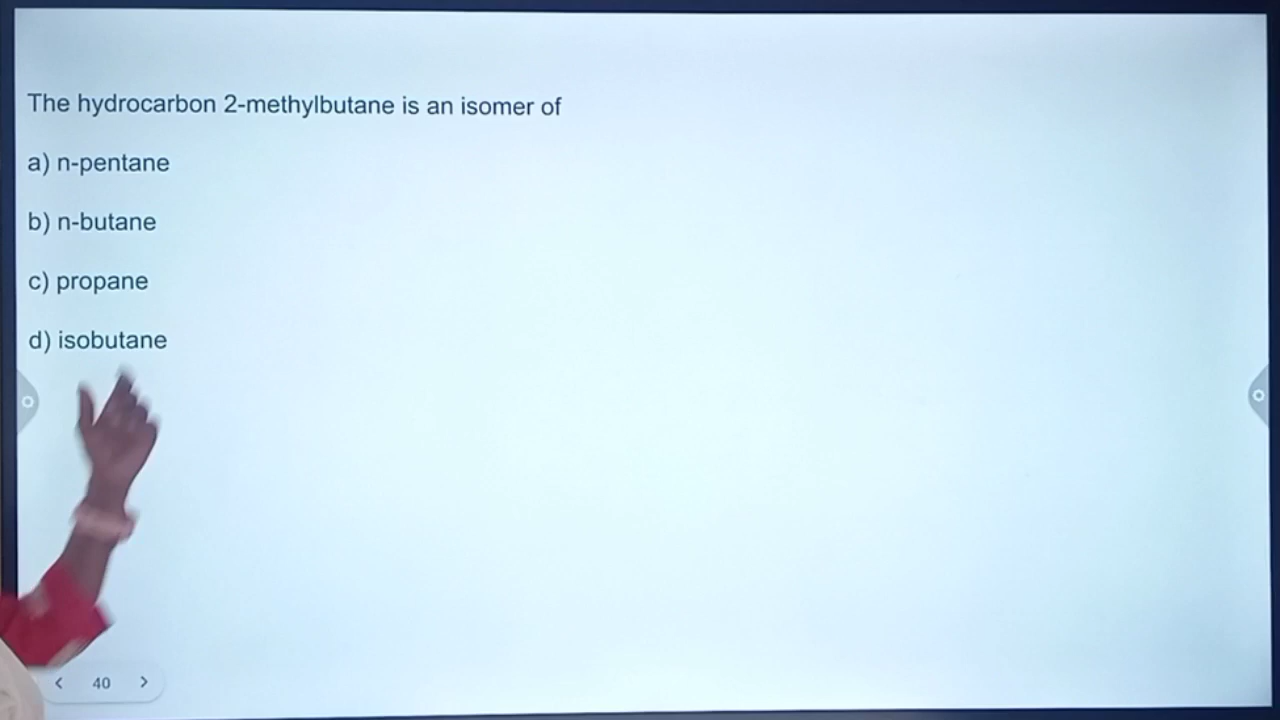 The hydrocarbon 2-methylbutane is an isomer of
a) n-pentane
b) n-butane
c) propane
d) isobutane
< 40 >